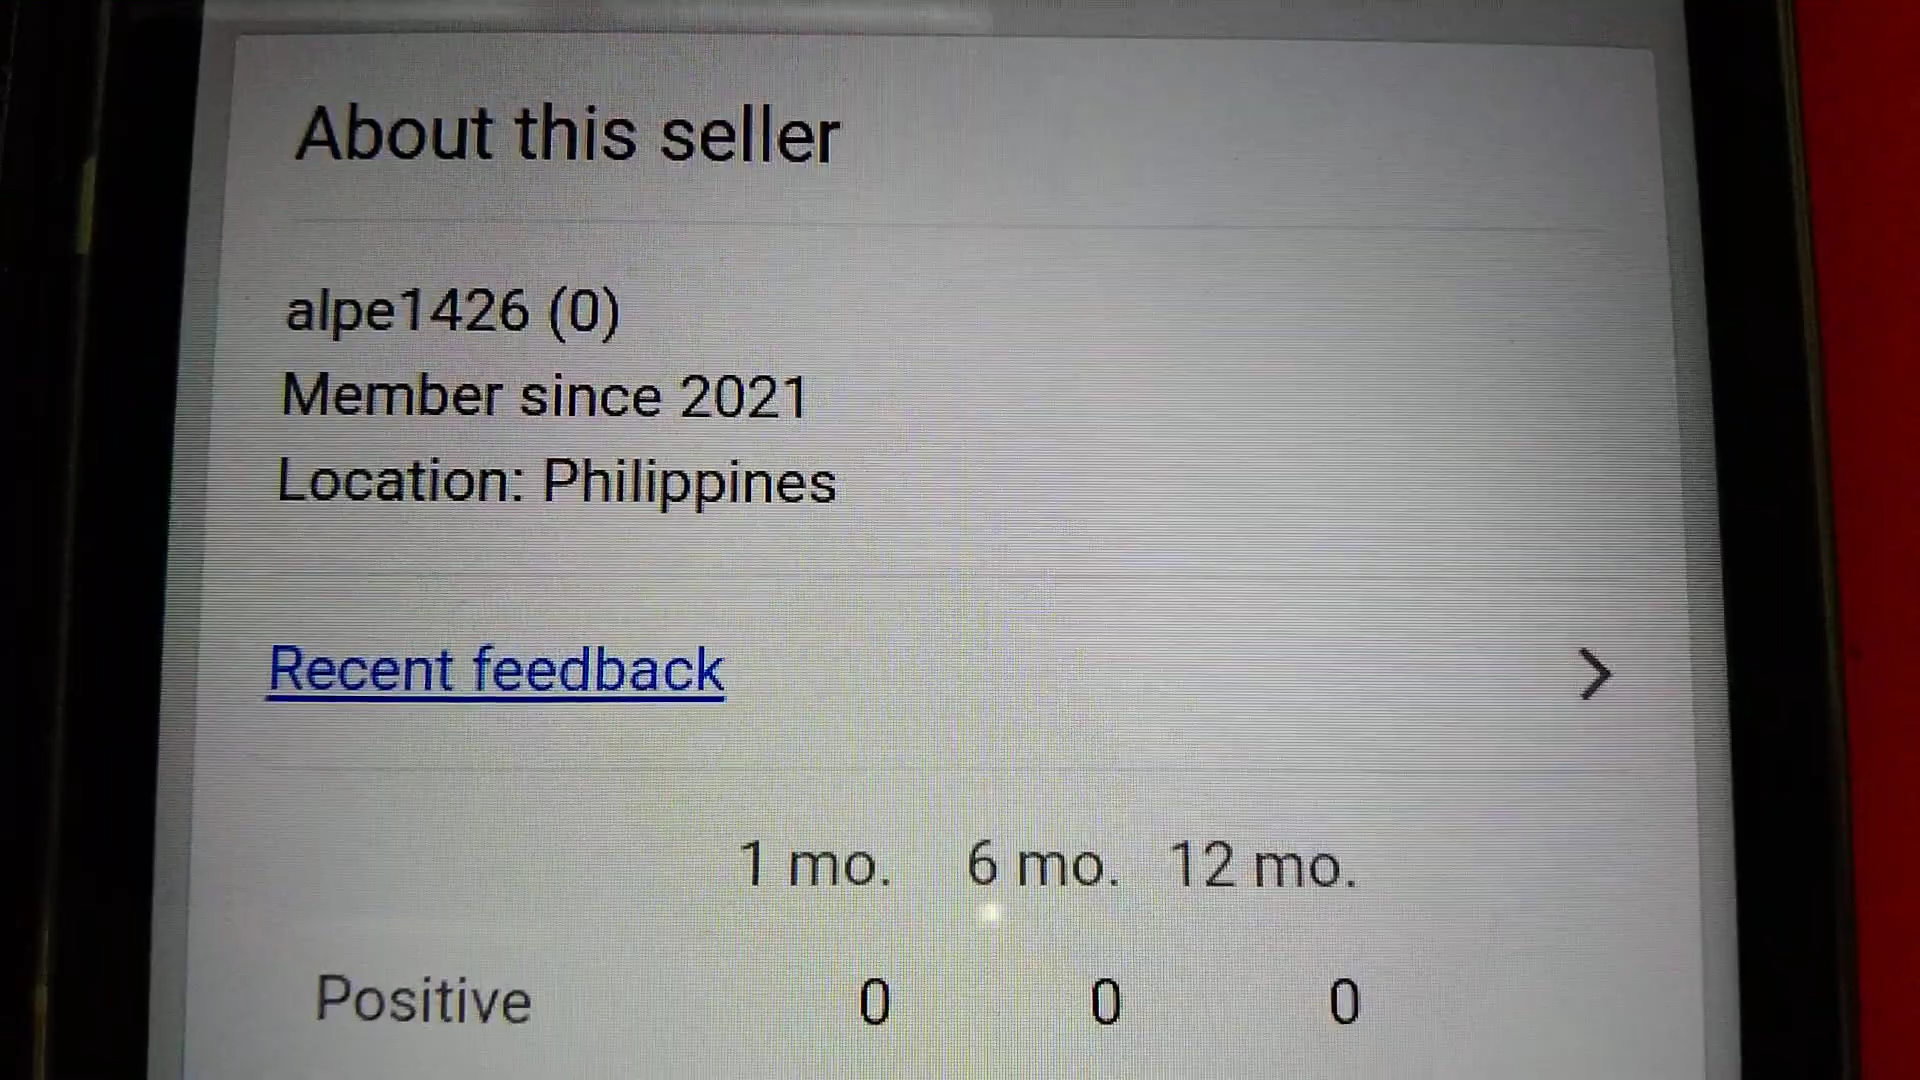 About this seller
alpe1426 (0)
Member since 2021
Location: Philippines
Recent feedback
1 mo. 6 mo. 12 mo.
Positive 0 0 0